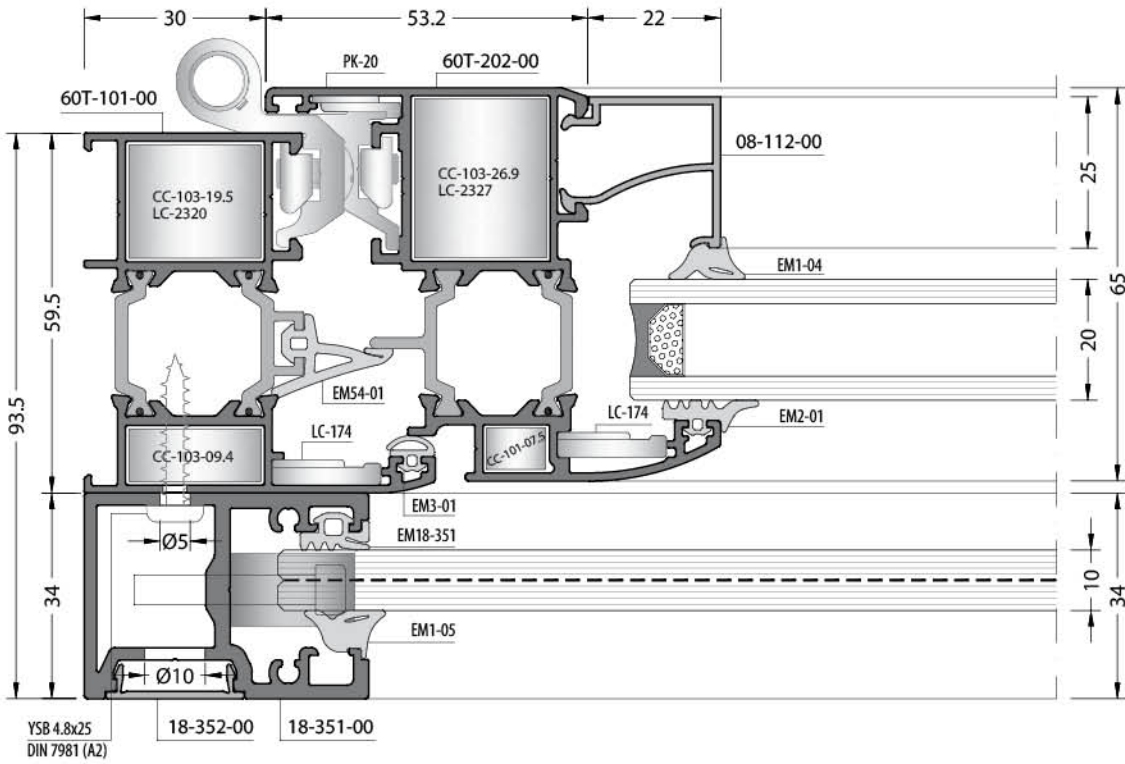 30
53.2
22
PK-20
60T-202-00
60T-101-00
08-112-00
CC-103-19.5
LC-2320
CC-103-26.9
LC-2327
25
65
EM1-04
59.5
93.5
20
EM54-01
LC-174
LC-174
EM2-01
CC-103-09.4
CC-101-07.5
EM3-01
EM18-351
Ø5
34
10
34
EM1-05
Ø10
YSB 4.8x25
DIN 7981 (A2)
18-352-00
18-351-00